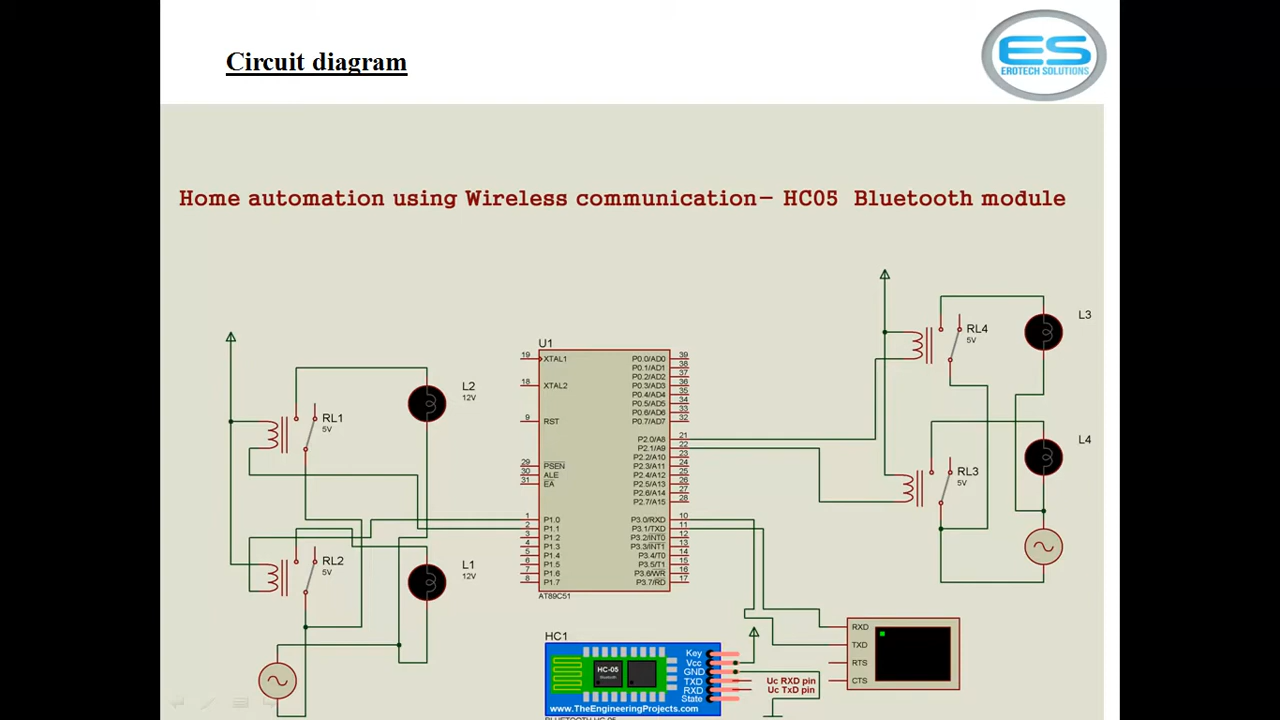 Circuit diagram
ES
EROTECH SOLUTIONS
Home automation using Wireless communication- HC05 Bluetooth module
L3
RL4
5V
L4
RL3
5V
L2
12V
RL1
5V
RL2
5V
L1
12V
U1
19 XTAL1
18 XTAL2
9 RST
29 PSEN
30 ALE
31 EA
1 P1.0
2 P1.1
3 P1.2
4 P1.3
5 P1.4
6 P1.5
7 P1.6
8 P1.7
P0.0/AD0 39
P0.1/AD1 38
P0.2/AD2 37
P0.3/AD3 36
P0.4/AD4 35
P0.5/AD5 34
P0.6/AD6 33
P0.7/AD7 32
P2.0/A8 21
P2.1/A9 22
P2.2/A10 23
P2.3/A11 24
P2.4/A12 25
P2.5/A13 26
P2.6/A14 27
P2.7/A15 28
P3.0/RXD 10
P3.1/TXD 11
P3.2/INT0 12
P3.3/INT1 13
P3.4/T0 14
P3.5/T1 15
P3.6/WR 16
P3.7/RD 17
AT89C51
HC1
HC-05
Bluetooth
Key
Vcc
GND
TXD
RXD
State
www.TheEngineeringProjects.com
BLUETOOTH HC-05
Uc RXD pin
Uc TxD pin
RXD
TXD
RTS
CTS